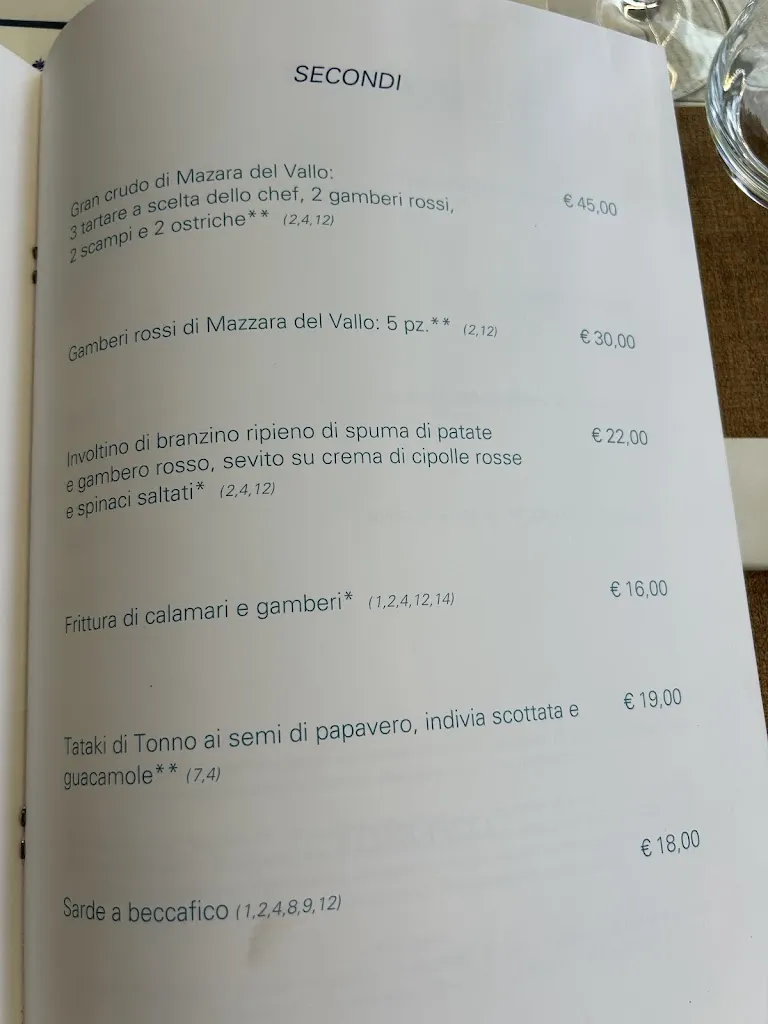 SECONDI
Gran crudo di Mazara del Vallo:
3 tartare a scelta dello chef, 2 gamberi rossi,
2 scampi e 2 ostriche** (2,4,12)
€ 45,00
Gamberi rossi di Mazzara del Vallo: 5 pz.** (2,12)
€ 30,00
Involtino di branzino ripieno di spuma di patate
e gambero rosso, sevito su crema di cipolle rosse
e spinaci saltati* (2,4,12)
€ 22,00
Frittura di calamari e gamberi* (1,2,4,12,14)
€ 16,00
Tataki di Tonno ai semi di papavero, indivia scottata e
guacamole** (7,4)
€ 19,00
Sarde a beccafico (1,2,4,8,9,12)
€ 18,00